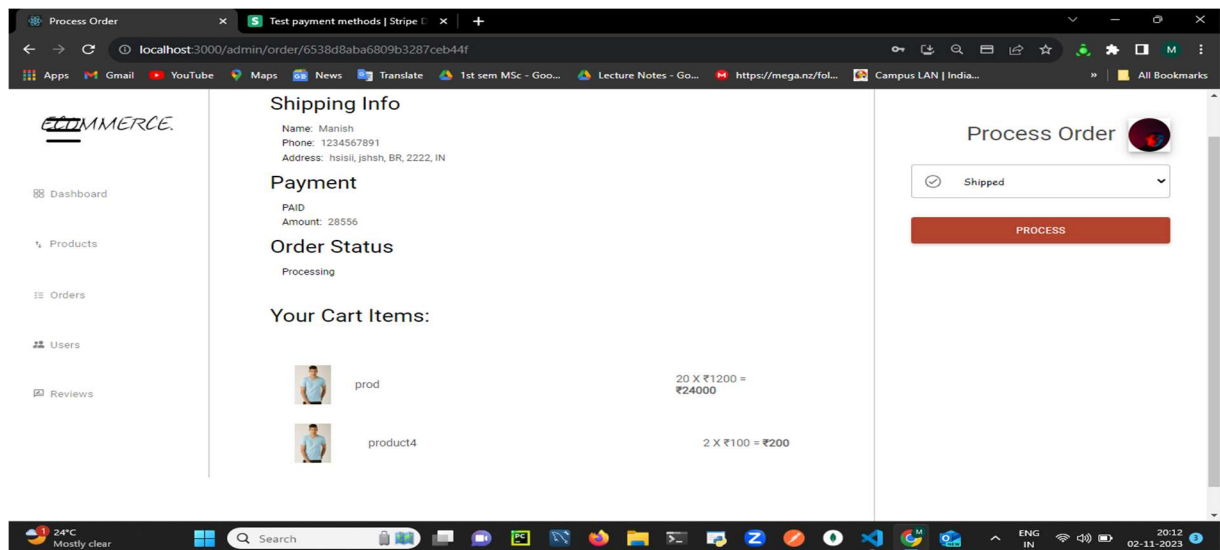 Process Order
Test payment methods | Stripe D
localhost:3000/admin/order/6538d8aba6809b3287ceb44f
M
Apps
Gmail
YouTube
Maps
News
Translate
1st sem MSc - Goo...
Lecture Notes - Go...
https://mega.nz/fol...
Campus LAN | India...
»
All Bookmarks
ECOMMERCE.
Dashboard
Products
Orders
Users
Reviews
Shipping Info
Name: Manish
Phone: 1234567891
Address: hsisii, jshsh, BR, 2222, IN
Payment
PAID
Amount: 28556
Order Status
Processing
Your Cart Items:
prod
20 X ₹1200 =
₹24000
product4
2 X ₹100 = ₹200
Process Order
Shipped
PROCESS
1
24°C
Mostly clear
Search
ENG
IN
20:12
02-11-2023
3